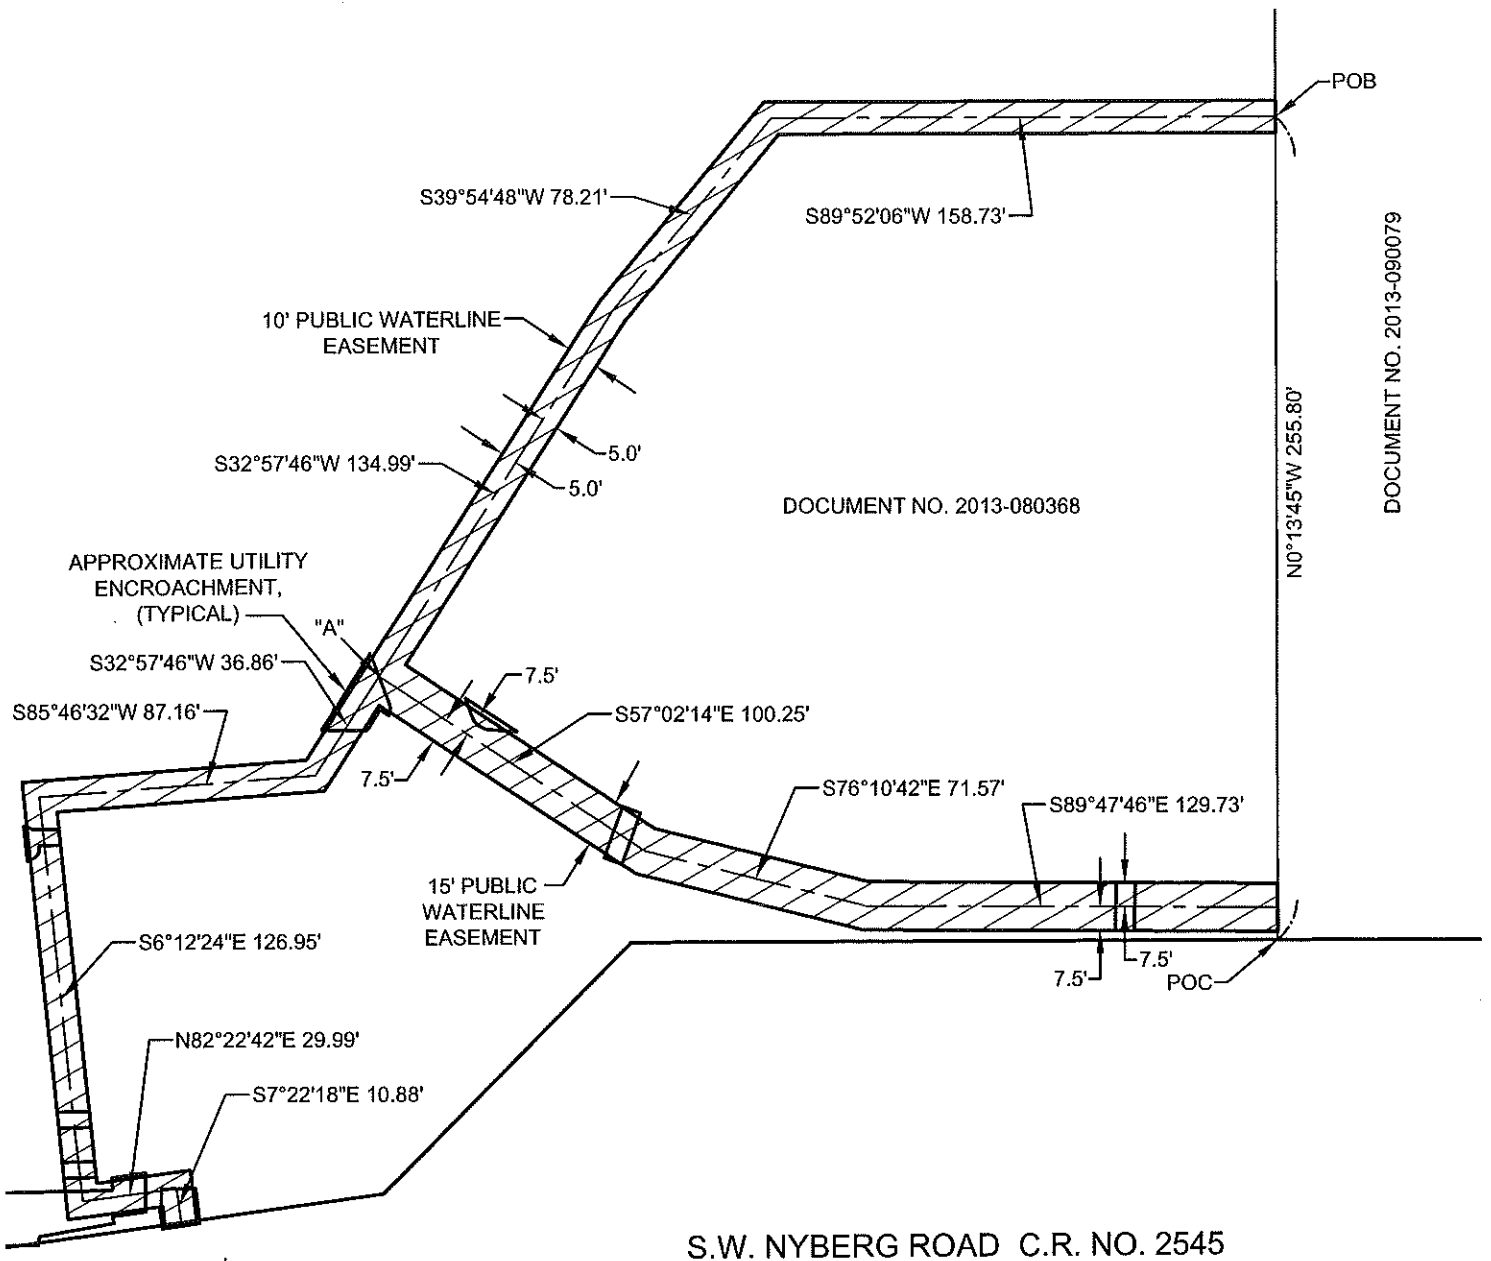 POB
S39°54'48"W 78.21'
S89°52'06"W 158.73'
DOCUMENT NO. 2013-090079
10' PUBLIC WATERLINE
EASEMENT
N0°13'45"W 255.80'
5.0'
S32°57'46"W 134.99'
5.0'
DOCUMENT NO. 2013-080368
APPROXIMATE UTILITY
ENCROACHMENT,
(TYPICAL)
"A"
S32°57'46"W 36.86'
7.5'
S85°46'32"W 87.16'
S57°02'14"E 100.25'
7.5'
S76°10'42"E 71.57'
S89°47'46"E 129.73'
15' PUBLIC
WATERLINE
EASEMENT
S6°12'24"E 126.95'
7.5'
7.5'
POC
N82°22'42"E 29.99'
S7°22'18"E 10.88'
S.W. NYBERG ROAD C.R. NO. 2545